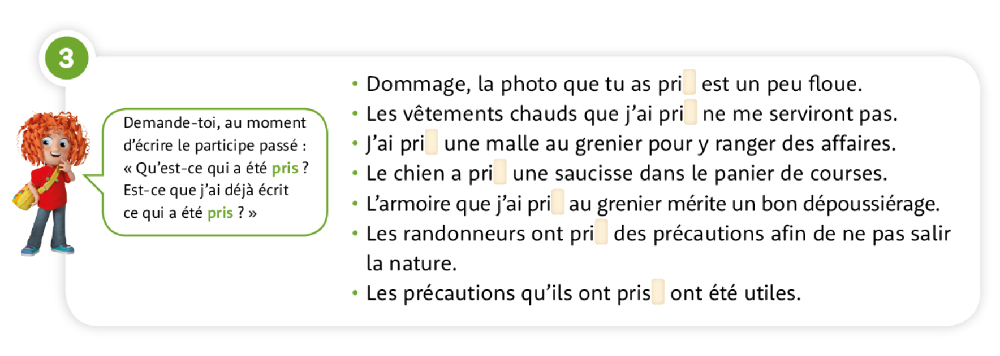 3
Demande-toi, au moment
d'écrire le participe passé :
« Qu'est-ce qui a été pris ?
Est-ce que j'ai déjà écrit
ce qui a été pris ? »
• Dommage, la photo que tu as pri est un peu floue.
• Les vêtements chauds que j'ai pri ne me serviront pas.
• J'ai pri une malle au grenier pour y ranger des affaires.
• Le chien a pri une saucisse dans le panier de courses.
• L'armoire que j'ai pri au grenier mérite un bon dépoussiérage.
• Les randonneurs ont pri des précautions afin de ne pas salir
la nature.
• Les précautions qu'ils ont pris ont été utiles.